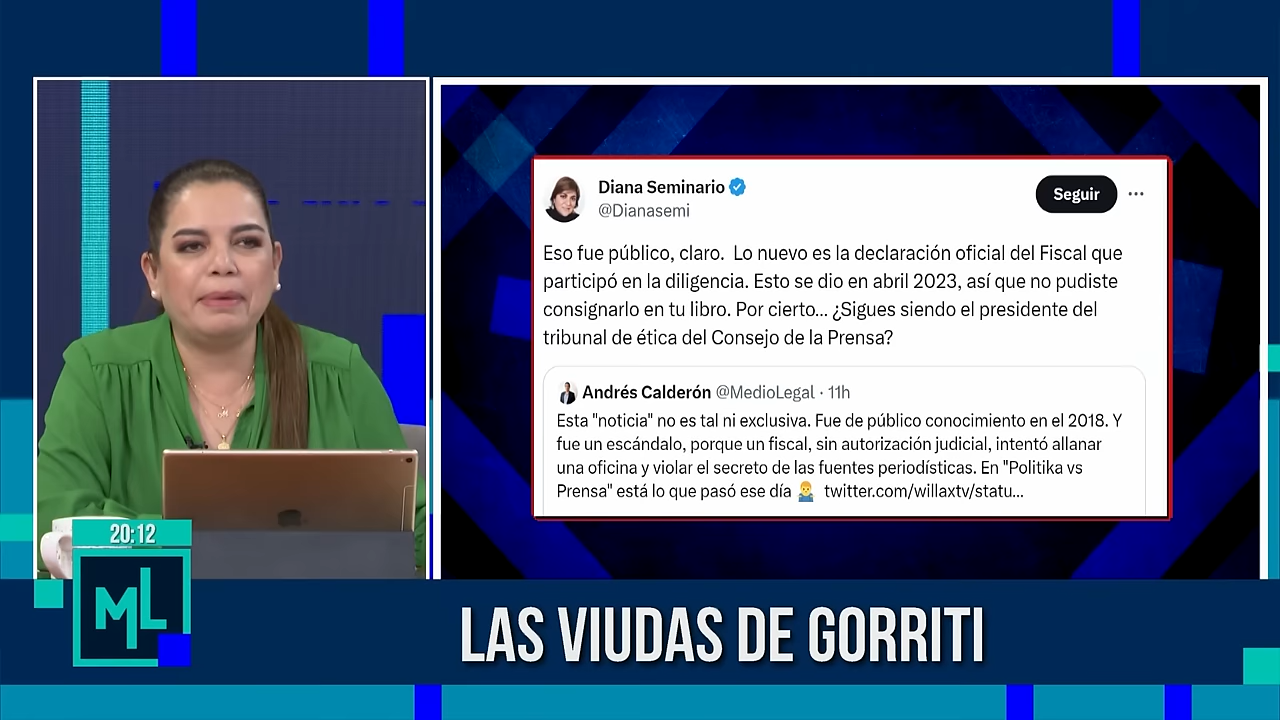 Diana Seminario
@Dianasemi
Seguir
Eso fue público, claro. Lo nuevo es la declaración oficial del Fiscal que
participó en la diligencia. Esto se dio en abril 2023, así que no pudiste
consignarlo en tu libro. Por cierto... ¿Sigues siendo el presidente del
tribunal de ética del Consejo de la Prensa?
Andrés Calderón @MedioLegal · 11h
Esta "noticia" no es tal ni exclusiva. Fue de público conocimiento en el 2018. Y
fue un escándalo, porque un fiscal, sin autorización judicial, intentó allanar
una oficina y violar el secreto de las fuentes periodísticas. En "Politika vs
Prensa" está lo que pasó ese día 🤷‍♂️ twitter.com/willaxtv/statu...
20:12
ML
LAS VIUDAS DE GORRITI